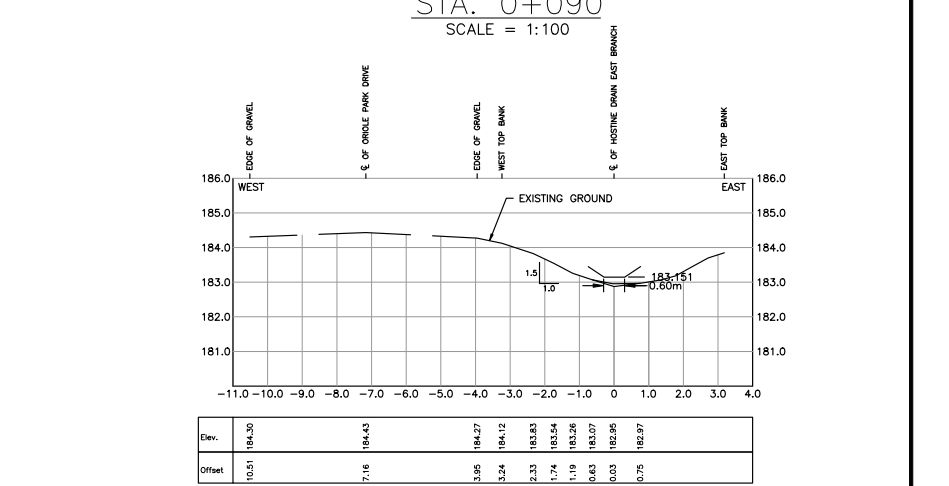 STA. 0+090
SCALE = 1:100
EDGE OF GRAVEL
℄ OF ORIOLE PARK DRIVE
EDGE OF GRAVEL
WEST TOP BANK
℄ OF HOSTINE DRAIN EAST BRANCH
EAST TOP BANK
186.0 WEST EAST 186.0
EXISTING GROUND
185.0 185.0
184.0 184.0
183.151
1.5
183.0 183.0
1.0 0.60m
182.0 182.0
181.0 181.0
-11.0 -10.0 -9.0 -8.0 -7.0 -6.0 -5.0 -4.0 -3.0 -2.0 -1.0 0.0 1.0 2.0 3.0 4.0
Elev. 184.30 184.43 184.27 184.12 183.83 183.54 183.26 183.07 182.95 182.97
Offset 10.51 7.16 3.95 3.24 2.33 1.74 1.19 0.63 0.03 0.75